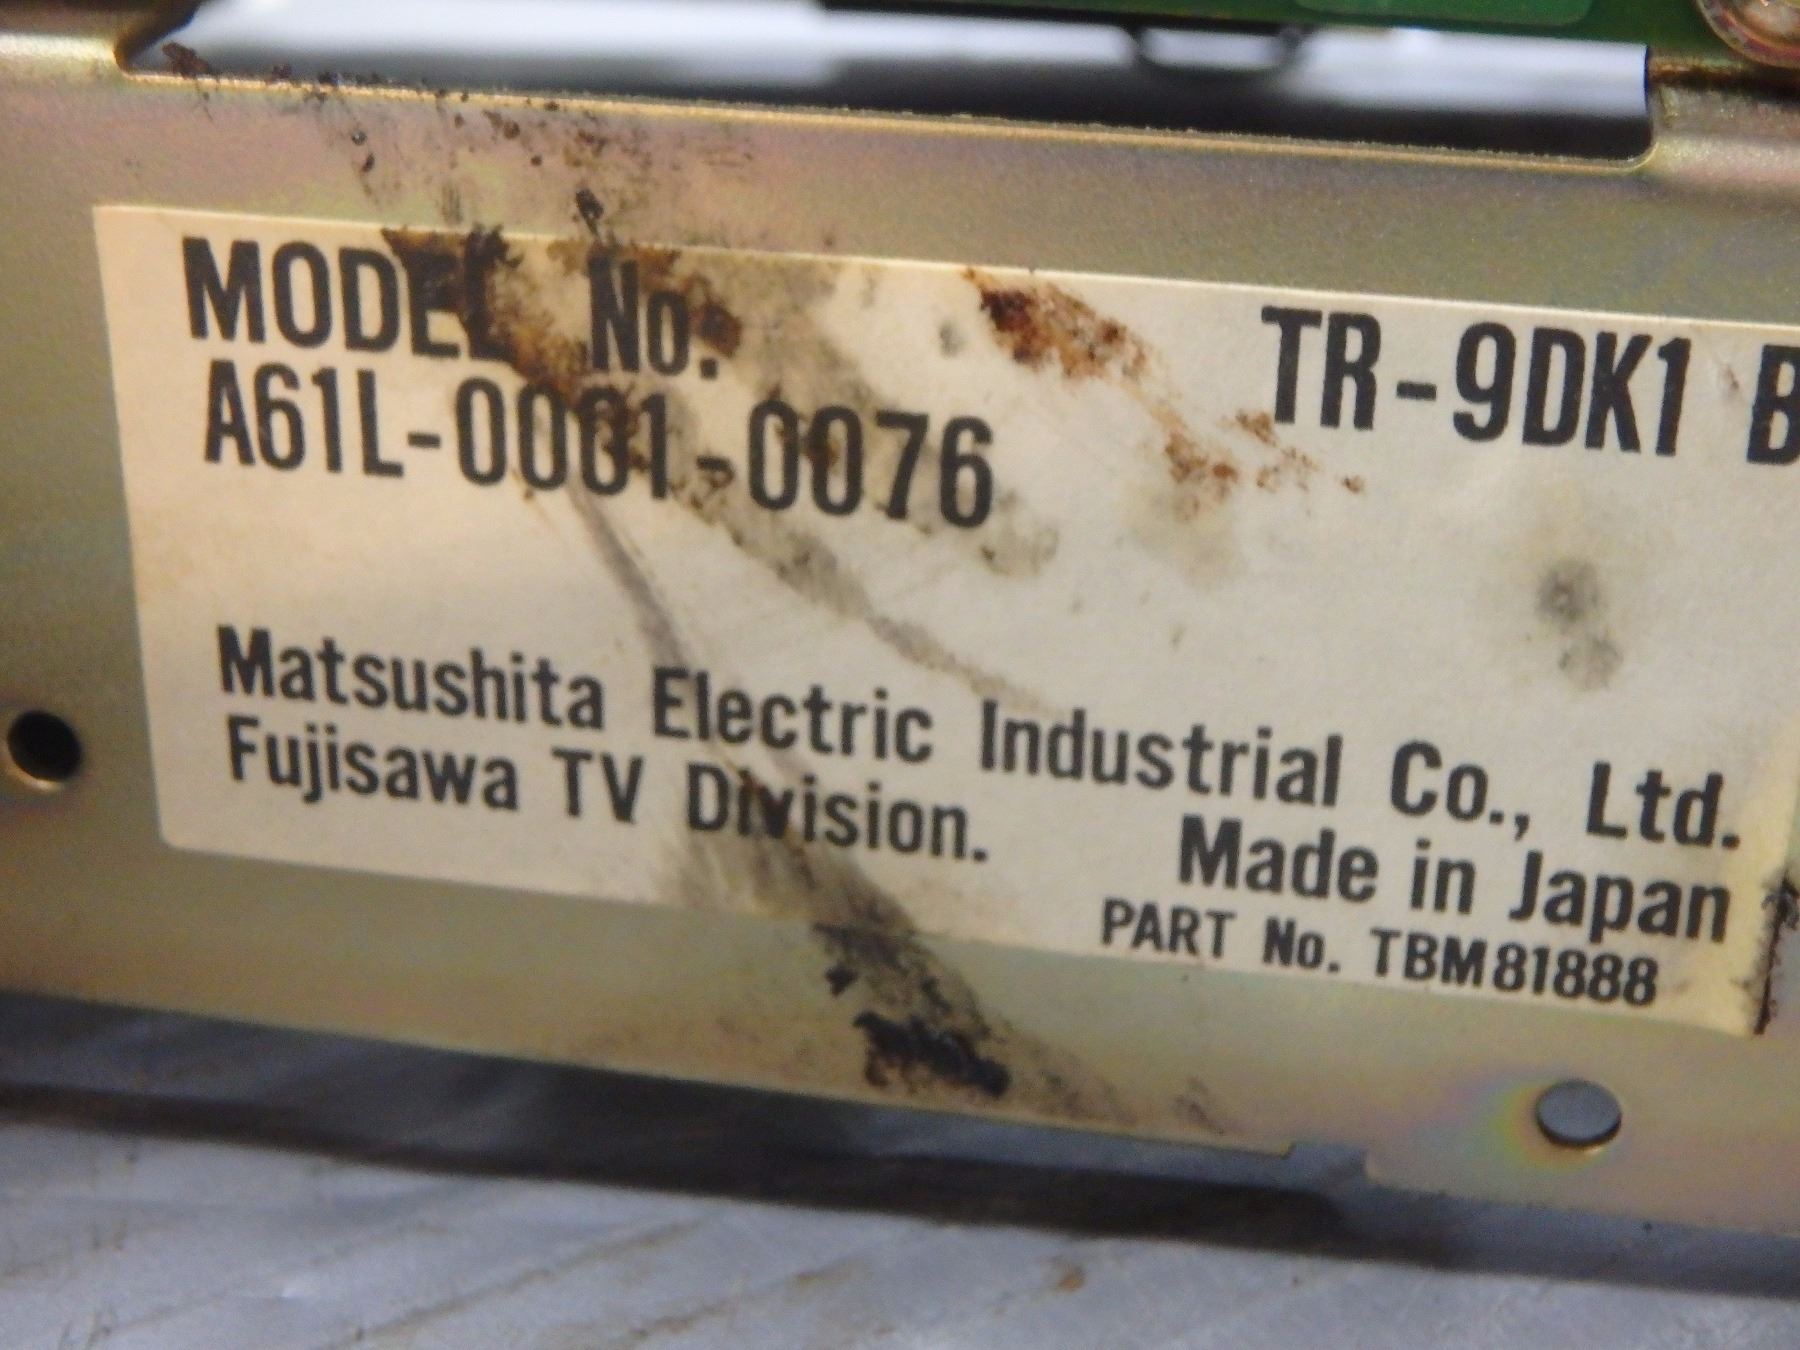 MODEL No. TR-9DK1 B
A61L-0001-0076
Matsushita Electric Industrial Co., Ltd.
Fujisawa TV Division. Made in Japan
PART No. TBM81888